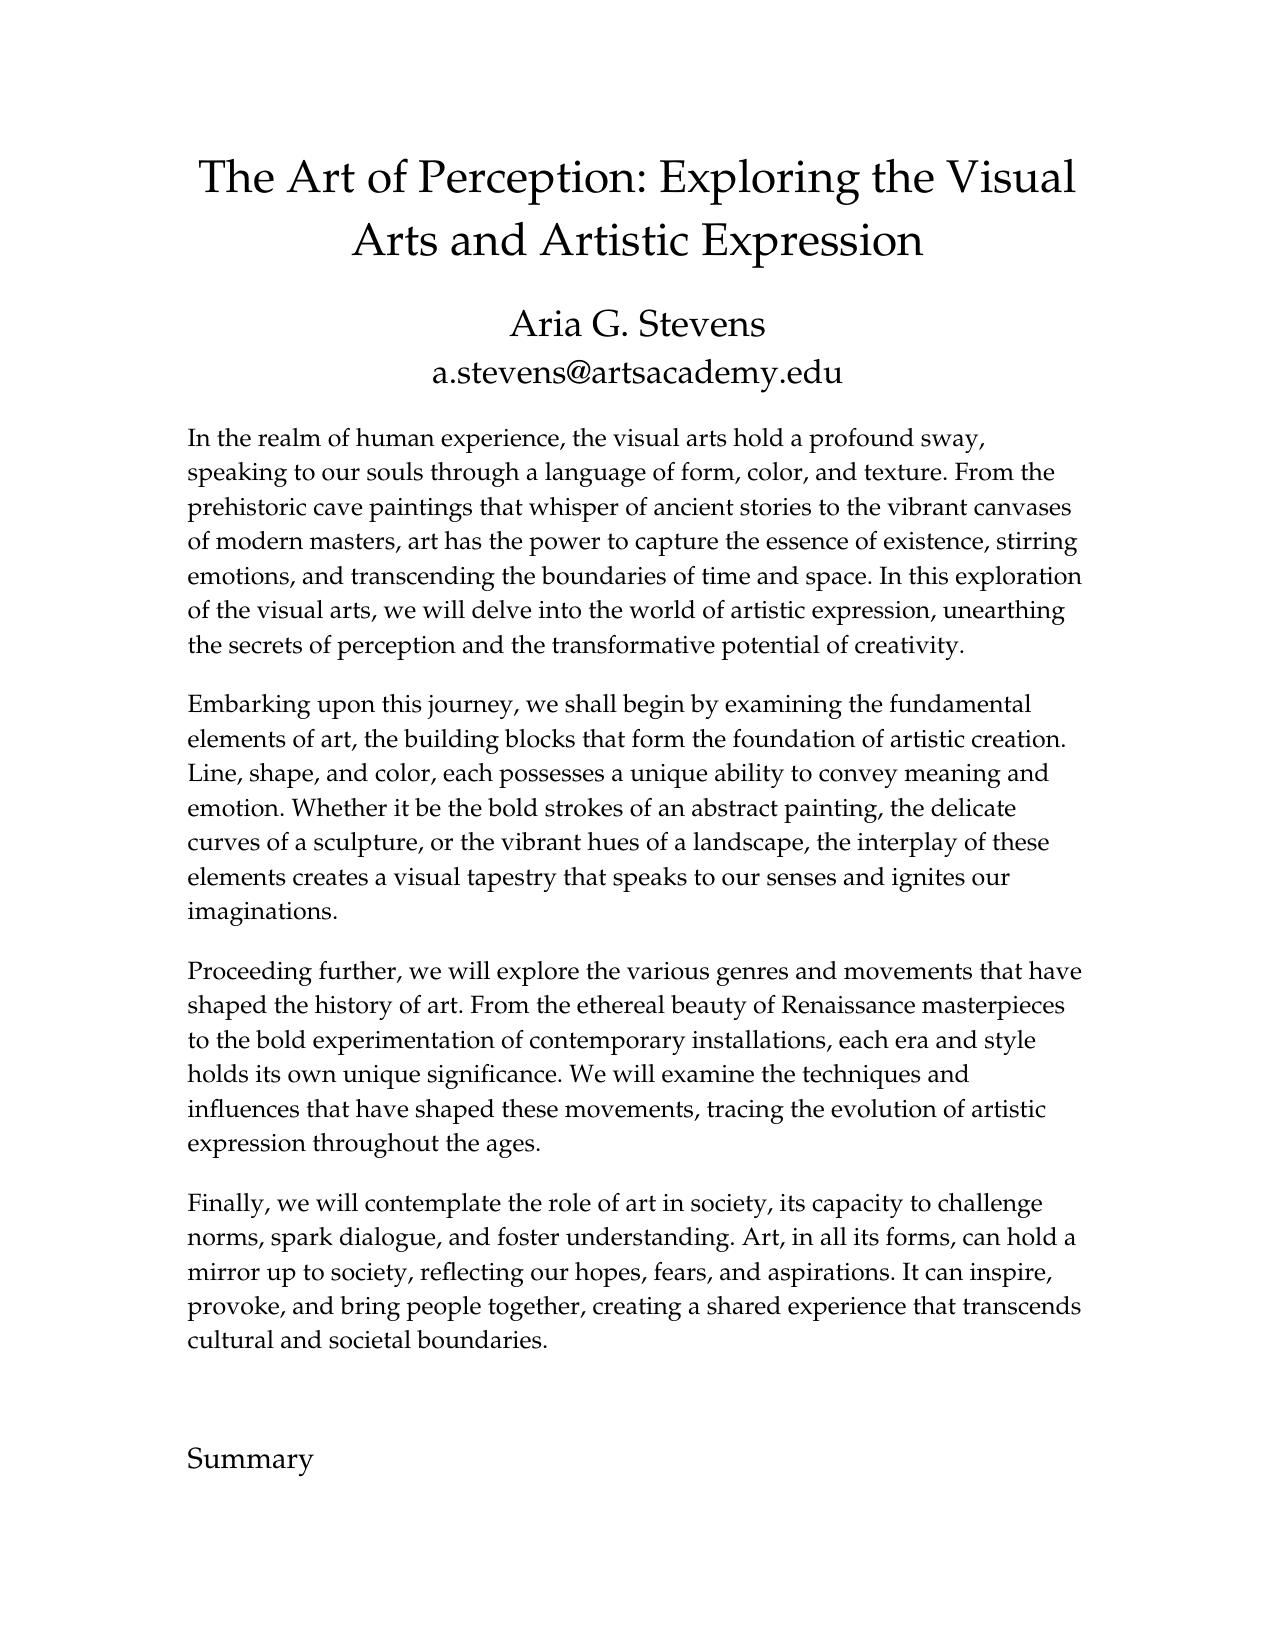 The Art of Perception: Exploring the Visual
Arts and Artistic Expression
Aria G. Stevens
a.stevens@artsacademy.edu
In the realm of human experience, the visual arts hold a profound sway,
speaking to our souls through a language of form, color, and texture. From the
prehistoric cave paintings that whisper of ancient stories to the vibrant canvases
of modern masters, art has the power to capture the essence of existence, stirring
emotions, and transcending the boundaries of time and space. In this exploration
of the visual arts, we will delve into the world of artistic expression, unearthing
the secrets of perception and the transformative potential of creativity.
Embarking upon this journey, we shall begin by examining the fundamental
elements of art, the building blocks that form the foundation of artistic creation.
Line, shape, and color, each possesses a unique ability to convey meaning and
emotion. Whether it be the bold strokes of an abstract painting, the delicate
curves of a sculpture, or the vibrant hues of a landscape, the interplay of these
elements creates a visual tapestry that speaks to our senses and ignites our
imaginations.
Proceeding further, we will explore the various genres and movements that have
shaped the history of art. From the ethereal beauty of Renaissance masterpieces
to the bold experimentation of contemporary installations, each era and style
holds its own unique significance. We will examine the techniques and
influences that have shaped these movements, tracing the evolution of artistic
expression throughout the ages.
Finally, we will contemplate the role of art in society, its capacity to challenge
norms, spark dialogue, and foster understanding. Art, in all its forms, can hold a
mirror up to society, reflecting our hopes, fears, and aspirations. It can inspire,
provoke, and bring people together, creating a shared experience that transcends
cultural and societal boundaries.
Summary